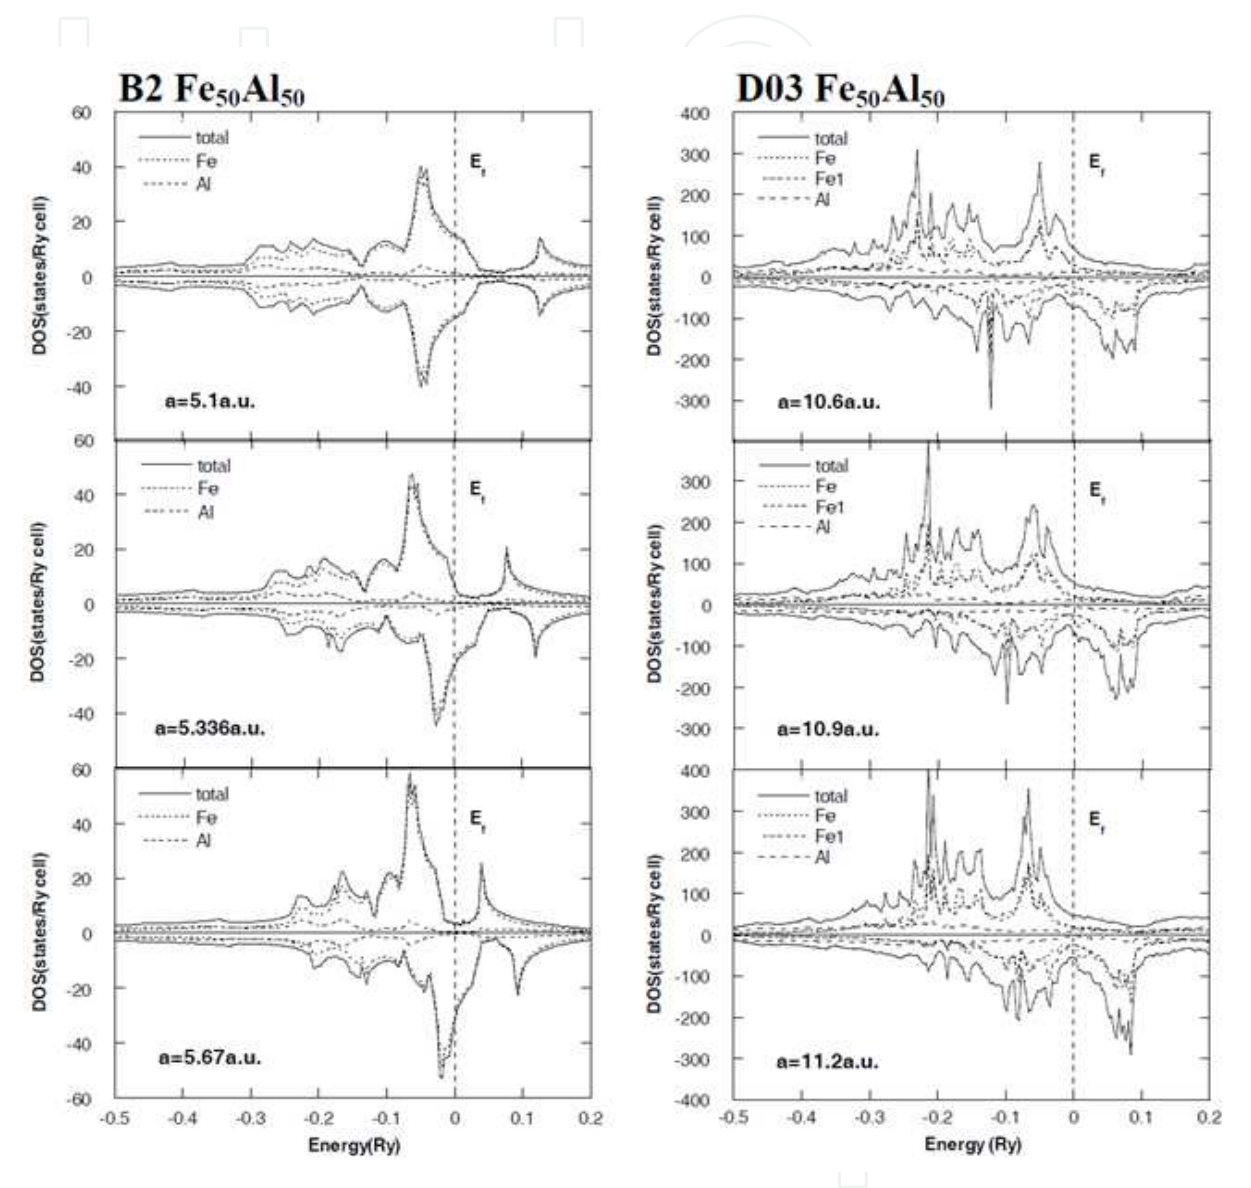 B2 Fe50Al50
60
40
20
0
-20
-40
DOS(states/Ry cell)
total
Fe
Al
Ef
a=5.1a.u.
60
40
20
0
-20
-40
DOS(states/Ry cell)
total
Fe
Al
Ef
a=5.336a.u.
60
40
20
0
-20
-40
-60
DOS(states/Ry cell)
total
Fe
Al
Ef
a=5.67a.u.
-0.5 -0.4 -0.3 -0.2 -0.1 0 0.1 0.2
Energy(Ry)
D03 Fe50Al50
400
300
200
100
0
-100
-200
-300
DOS(states/Ry cell)
total
Fe
Fe1
Al
Ef
a=10.6a.u.
300
200
100
0
-100
-200
-300
DOS(states/Ry cell)
total
Fe
Fe1
Al
Ef
a=10.9a.u.
400
300
200
100
0
-100
-200
-300
-400
DOS(states/Ry cell)
total
Fe
Fe1
Al
Ef
a=11.2a.u.
-0.5 -0.4 -0.3 -0.2 -0.1 0 0.1 0.2
Energy (Ry)